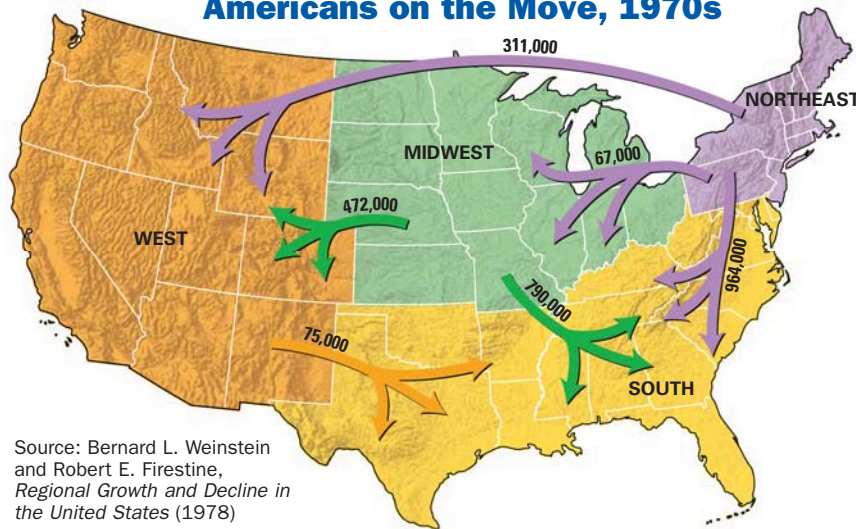 Americans on the Move, 1970s
311,000
NORTHEAST
MIDWEST
67,000
472,000
WEST
964,000
790,000
75,000
SOUTH
Source: Bernard L. Weinstein
and Robert E. Firestine,
Regional Growth and Decline in
the United States (1978)